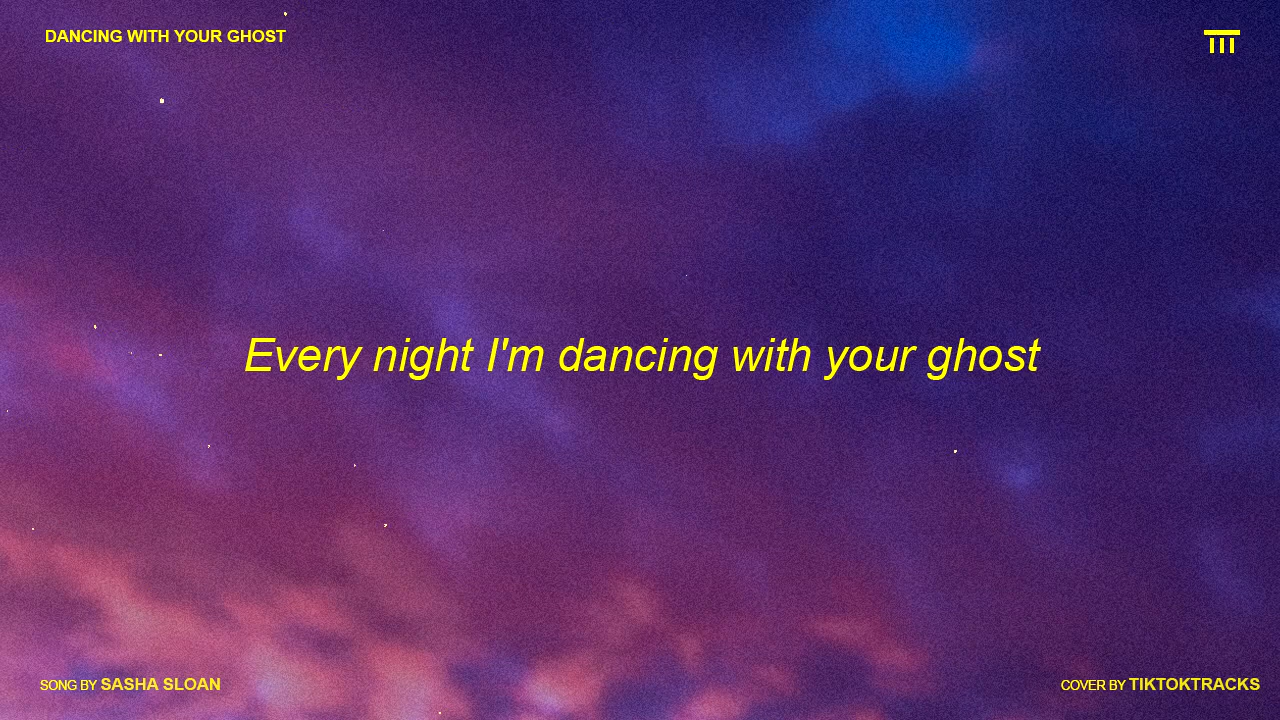 DANCING WITH YOUR GHOST
Every night I'm dancing with your ghost
SONG BY SASHA SLOAN
COVER BY TIKTOKTRACKS